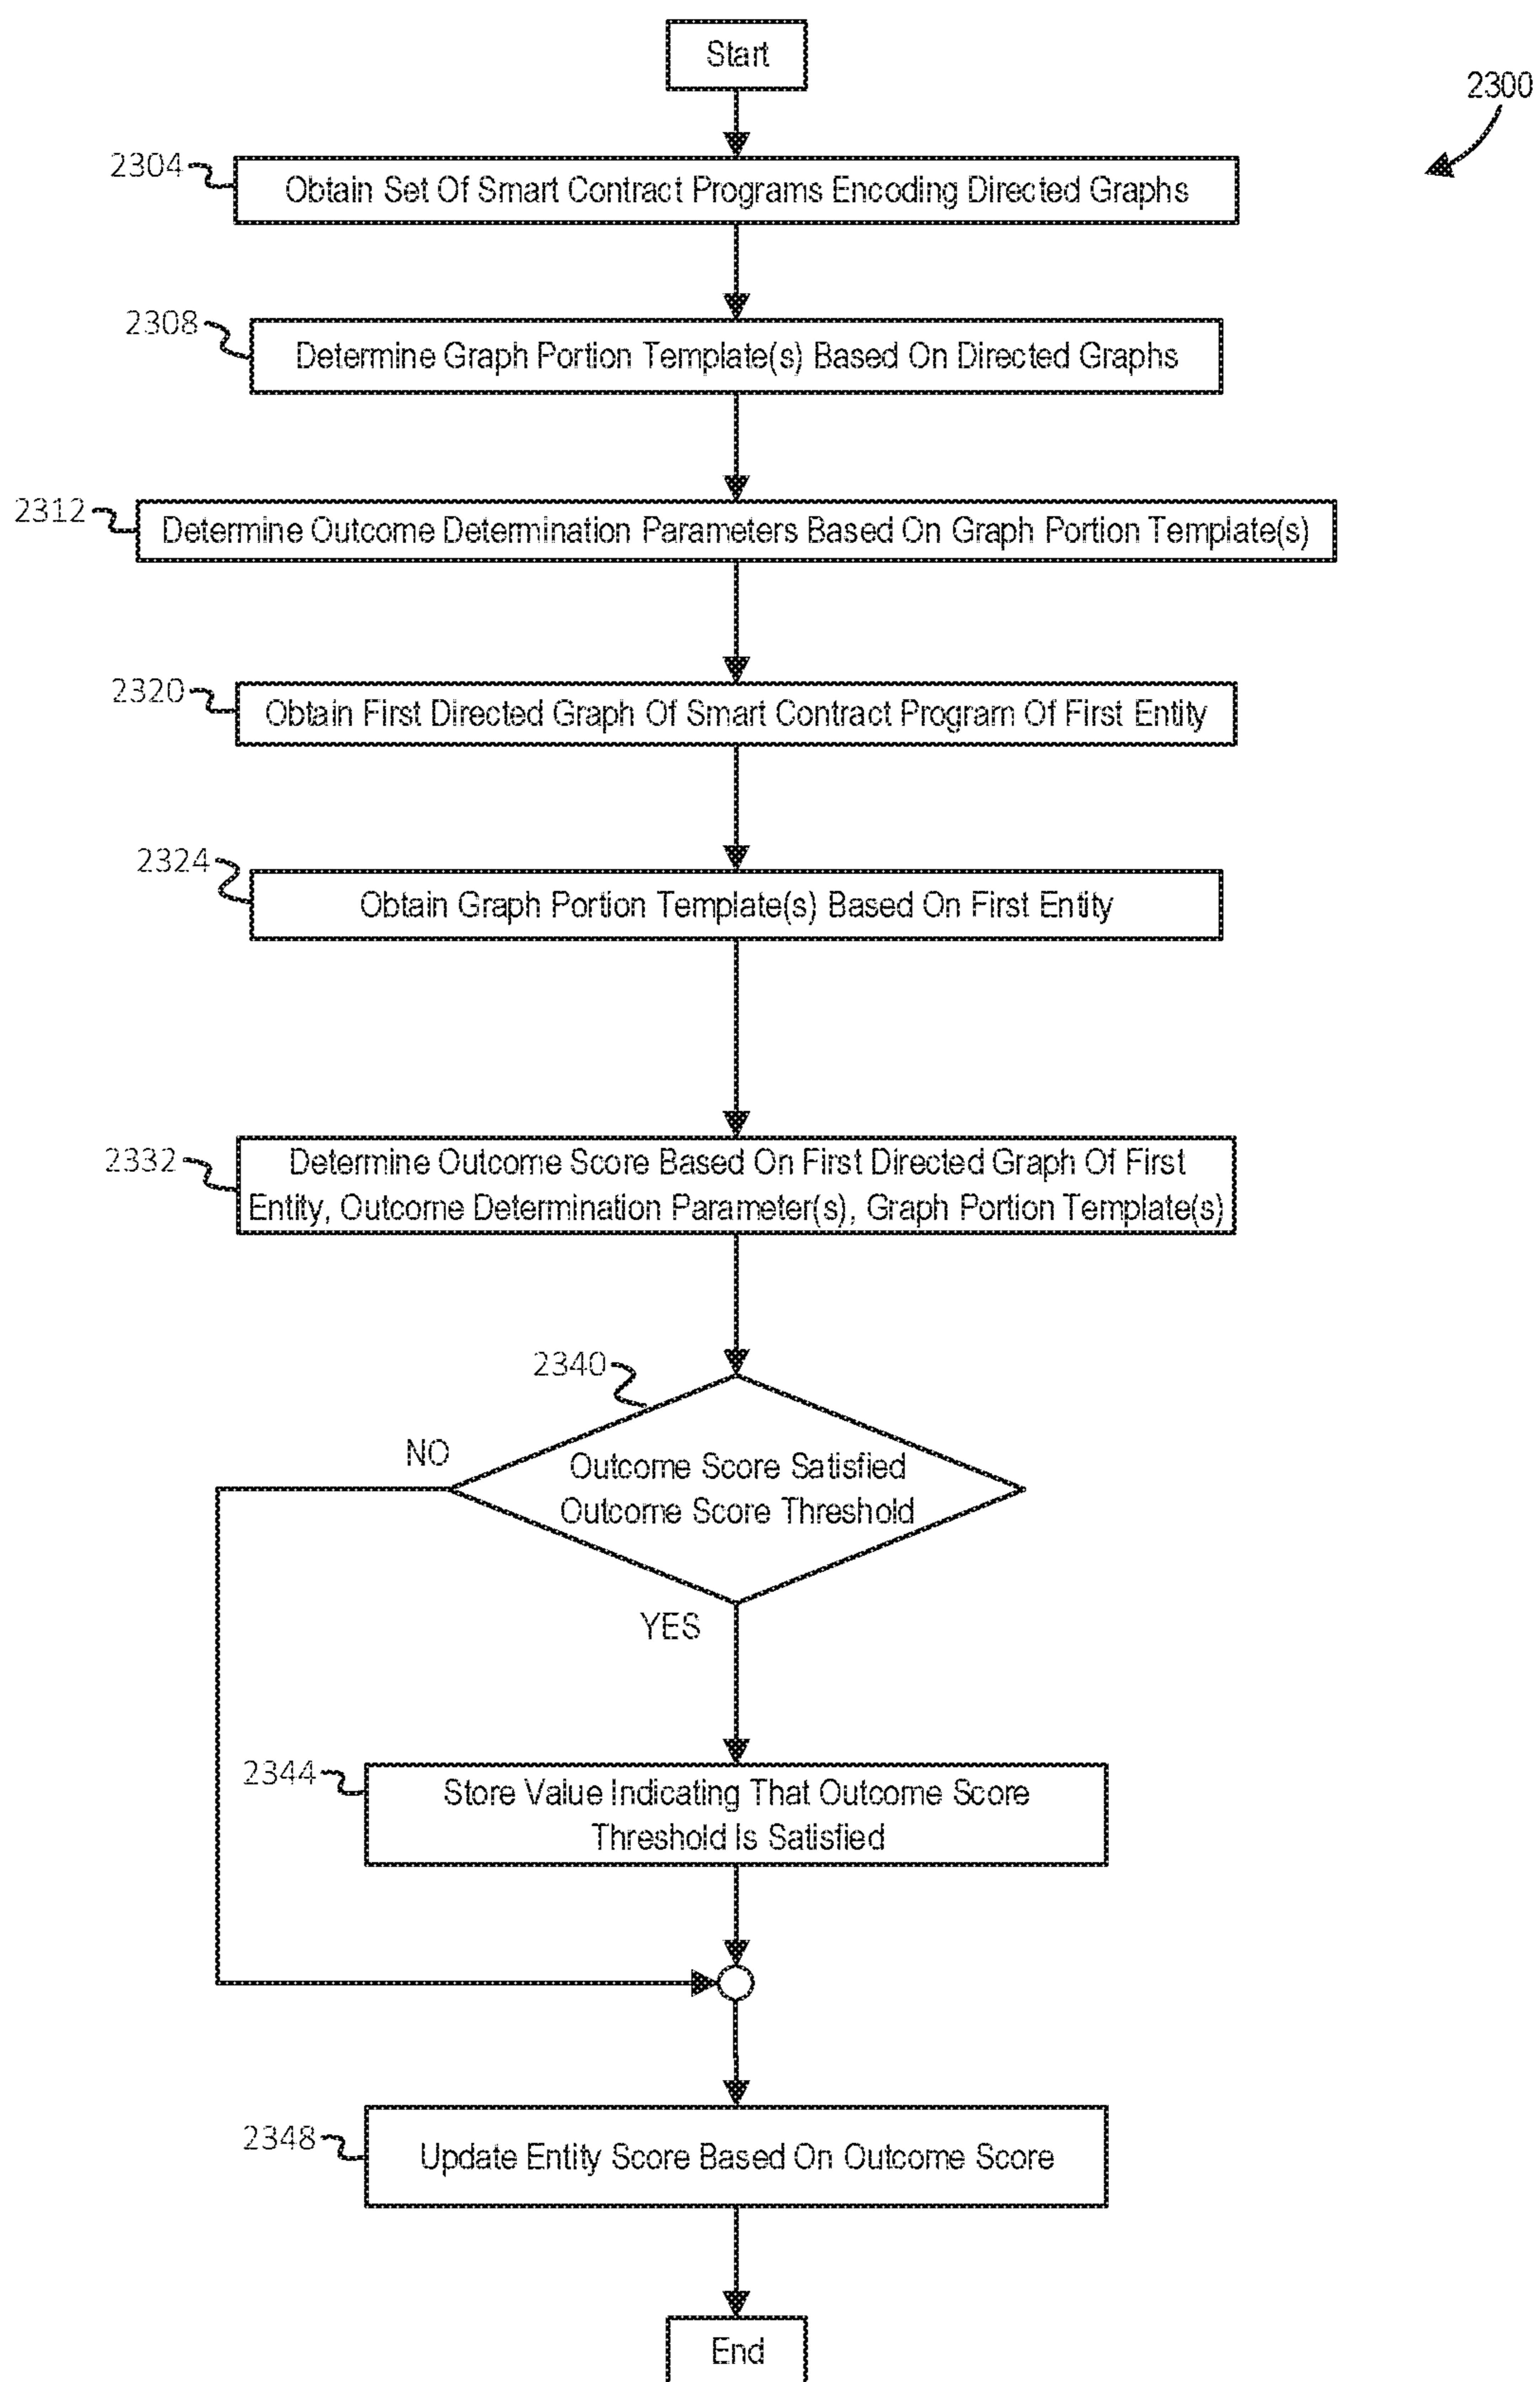 Start
2300
2304
Obtain Set Of Smart Contract Programs Encoding Directed Graphs
2308
Determine Graph Portion Template(s) Based On Directed Graphs
2312
Determine Outcome Determination Parameters Based On Graph Portion Template(s)
2320
Obtain First Directed Graph Of Smart Contract Program Of First Entity
2324
Obtain Graph Portion Template(s) Based On First Entity
2332
Determine Outcome Score Based On First Directed Graph Of First
Entity, Outcome Determination Parameter(s), Graph Portion Template(s)
2340
NO
Outcome Score Satisfied
Outcome Score Threshold
YES
2344
Store Value Indicating That Outcome Score
Threshold Is Satisfied
2348
Update Entity Score Based On Outcome Score
End